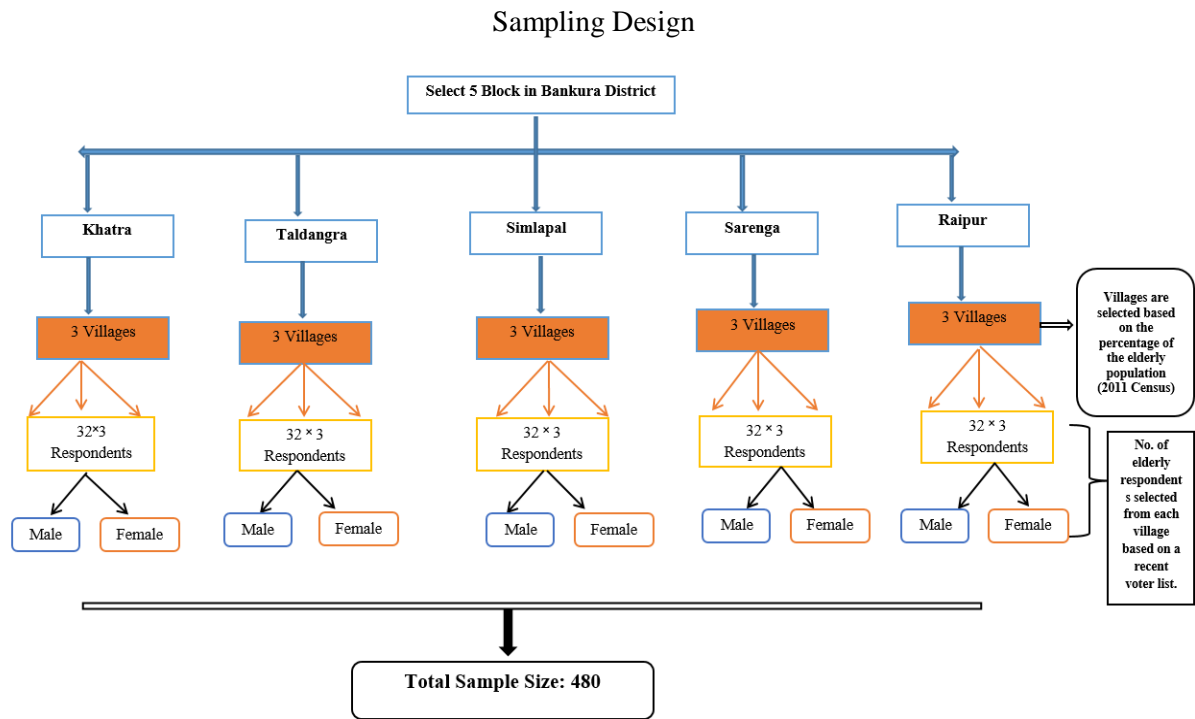 Sampling Design
Select 5 Block in Bankura District
Khatra
Taldangra
Simlapal
Sarenga
Raipur
3 Villages
3 Villages
3 Villages
3 Villages
3 Villages
Villages are
selected based
on the
percentage of
the elderly
population
(2011 Census)
32×3
Respondents
32 × 3
Respondents
32 × 3
Respondents
32 × 3
Respondents
32 × 3
Respondents
Male
Female
Male
Female
Male
Female
Male
Female
Male
Female
No. of
elderly
respondent
s selected
from each
village
based on a
recent
voter list.
Total Sample Size: 480